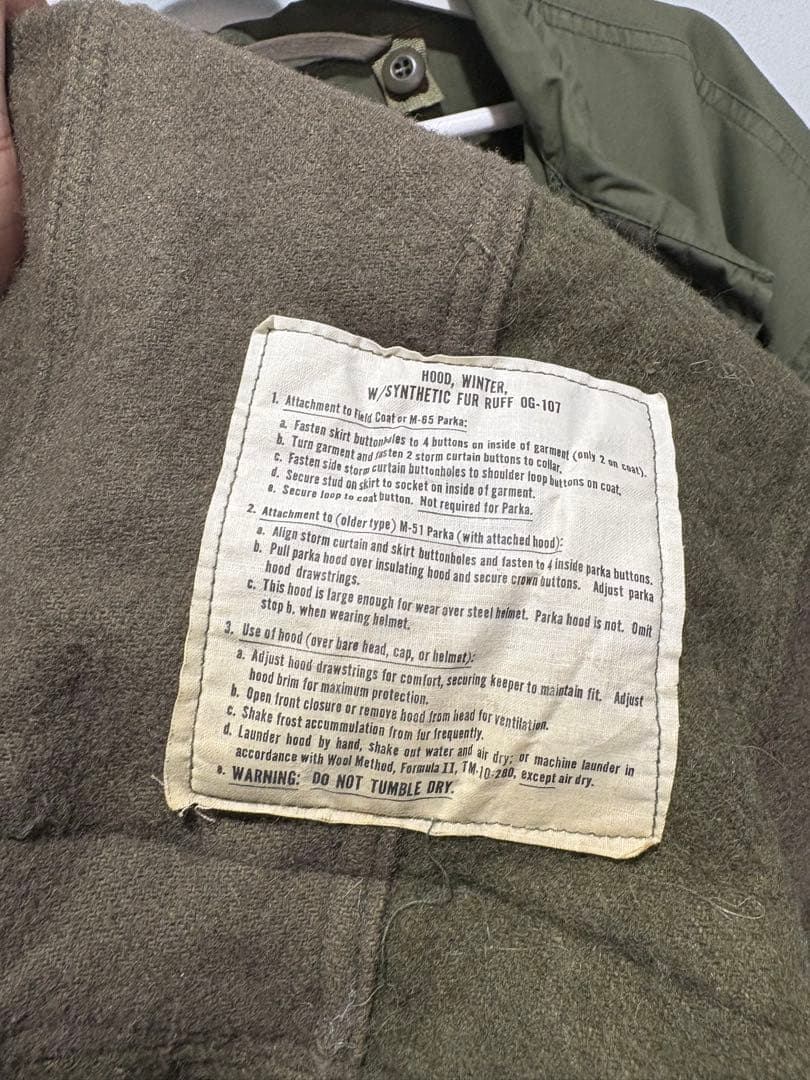 HOOD, WINTER,
W/SYNTHETIC FUR RUFF OG-107
1. Attachment to Field Coat or M-65 Parka:
a. Fasten skirt buttonholes to 4 buttons on inside of garment (only 2 on coat).
b. Turn garment and fasten 2 storm curtain buttons to collar.
c. Fasten side storm curtain buttonholes to shoulder loop buttons on coat.
d. Secure stud on skirt to socket on inside of garment.
e. Secure loop to coat button. Not required for Parka.
2. Attachment to (older type) M-51 Parka (with attached hood):
a. Align storm curtain and skirt buttonholes and fasten to 4 inside parka buttons.
b. Pull parka hood over insulating hood and secure crown buttons. Adjust parka
hood drawstrings.
c. This hood is large enough for wear over steel helmet. Parka hood is not. Omit
step b. when wearing helmet.
3. Use of hood (over bare head, cap, or helmet):
a. Adjust hood drawstrings for comfort, securing keeper to maintain fit. Adjust
hood brim for maximum protection.
b. Open front closure or remove hood from head for ventilation.
c. Shake frost accummulation from fur frequently.
d. Launder hood by hand, shake out water and air dry; or machine launder in
accordance with Wool Method, Formula II, TM-10-280, except air dry.
e. WARNING: DO NOT TUMBLE DRY.